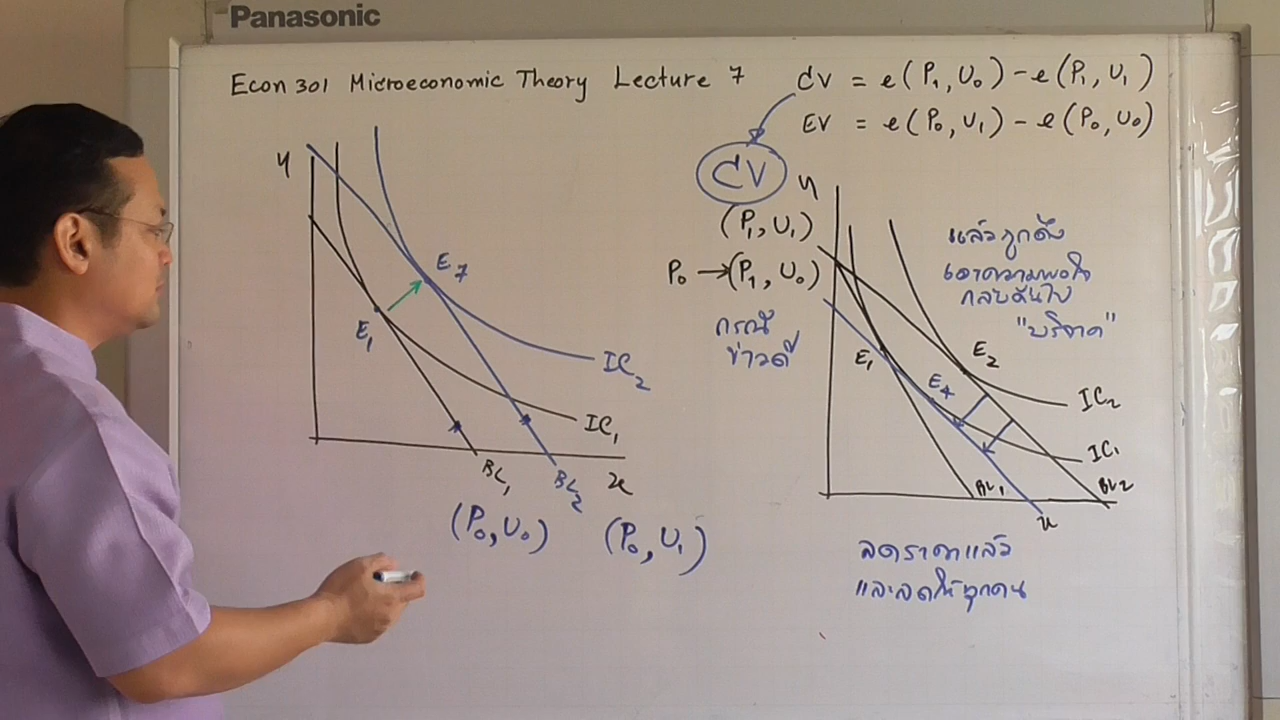 Panasonic
Econ 301 Microeconomic Theory Lecture 7
CV = e(P₁, U₀) - e(P₁, U₁)
EV = e(P₀, U₁) - e(P₀, U₀)
y
E₇
E₁
IC₂
IC₁
BL₁
BL₂
x
(P₀, U₀)
(P₀, U₁)
CV
y
(P₁, U₁)
P₀ → (P₁, U₀)
กรณี
ข่าวดี
แล้วถูกดึง
เอาความพอใจ
กลับคืนไป
"บริจาค"
E₁
E₂
E₄
IC₂
IC₁
BL₁
BL₂
x
ลดราคาแล้ว
และลดให้ทุกคน